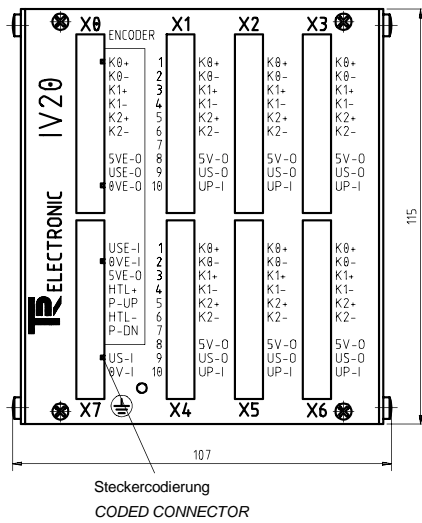 X0 ENCODER X1 X2 X3
K0+ 1 K0+ K0+ K0+
K0- 2 K0- K0- K0-
K1+ 3 K1+ K1+ K1+
K1- 4 K1- K1- K1-
K2+ 5 K2+ K2+ K2+
K2- 6 K2- K2- K2-
7
5VE-O 8 5V-O 5V-O 5V-O
USE-O 9 US-O US-O US-O
0VE-O 10 UP-I UP-I UP-I
IV20
TR ELECTRONIC
USE-I 1 K0+ K0+ K0+
0VE-I 2 K0- K0- K0-
5VE-O 3 K1+ K1+ K1+
HTL+ 4 K1- K1- K1-
P-UP 5 K2+ K2+ K2+
HTL- 6 K2- K2- K2-
P-DN 7
8 5V-O 5V-O 5V-O
US-I 9 US-O US-O US-O
0V-I 10 UP-I UP-I UP-I
X7 X4 X5 X6
115
107
Steckercodierung
CODED CONNECTOR